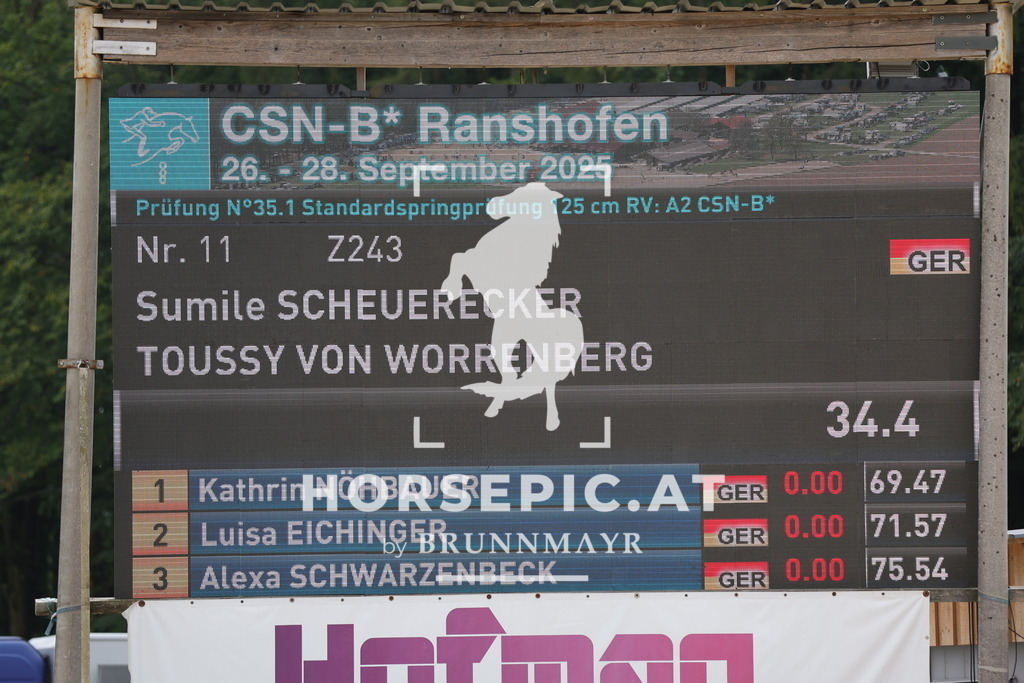 CSN-B* Ranshofen
26. - 28. September 2025
Prüfung N°35.1 Standardspringprüfung 125 cm RV: A2 CSN-B*
Nr. 11 Z243 GER
Sumile SCHEUERECKER
TOUSSY VON WORRENBERG
34.4
1 Kathrin GER 0.00 69.47
HORSEPIC.AT
2 Luisa EICHINGER GER 0.00 71.57
by BRUNNMAYR
3 Alexa SCHWARZENBECK GER 0.00 75.54
Hofman